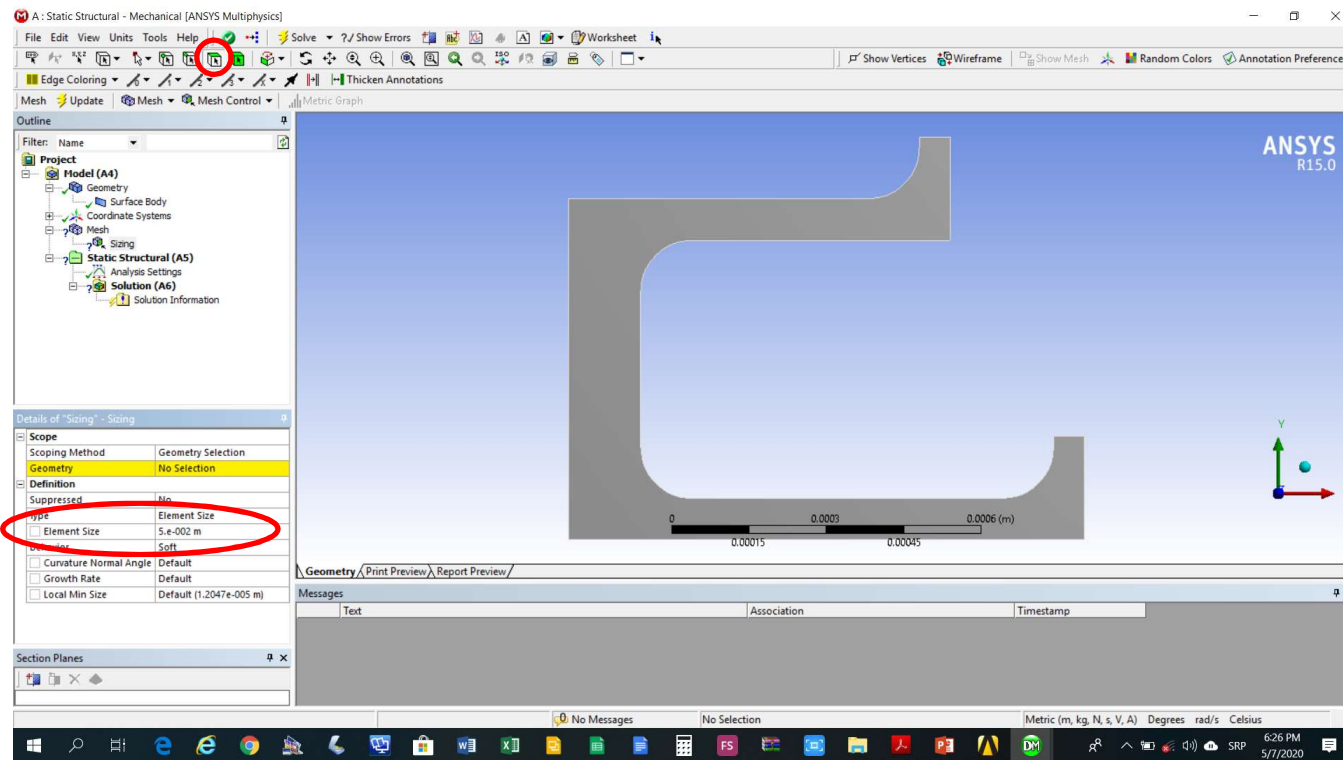 A : Static Structural - Mechanical [ANSYS Multiphysics]
File Edit View Units Tools Help Solve ?✓ Show Errors Worksheet
Show Vertices Wireframe Show Mesh Random Colors Annotation Preference
Edge Coloring Thicken Annotations
Mesh Update Mesh Mesh Control Metric Graph
Outline
Filter: Name
Project
Model (A4)
Geometry
Surface Body
Coordinate Systems
Mesh
Sizing
Static Structural (A5)
Analysis Settings
Solution (A6)
Solution Information
ANSYS
R15.0
Y
0 0.0003 0.0006 (m)
0.00015 0.00045
Details of "Sizing" - Sizing
Scope
Scoping Method Geometry Selection
Geometry No Selection
Definition
Suppressed No
Type Element Size
Element Size 5.e-002 m
Behavior Soft
Curvature Normal Angle Default
Growth Rate Default
Local Min Size Default (1.2047e-005 m)
Geometry Print Preview Report Preview
Messages
Text Association Timestamp
Section Planes
0 No Messages No Selection Metric (m, kg, N, s, V, A) Degrees rad/s Celsius
FS DM SRP 6:26 PM
5/7/2020